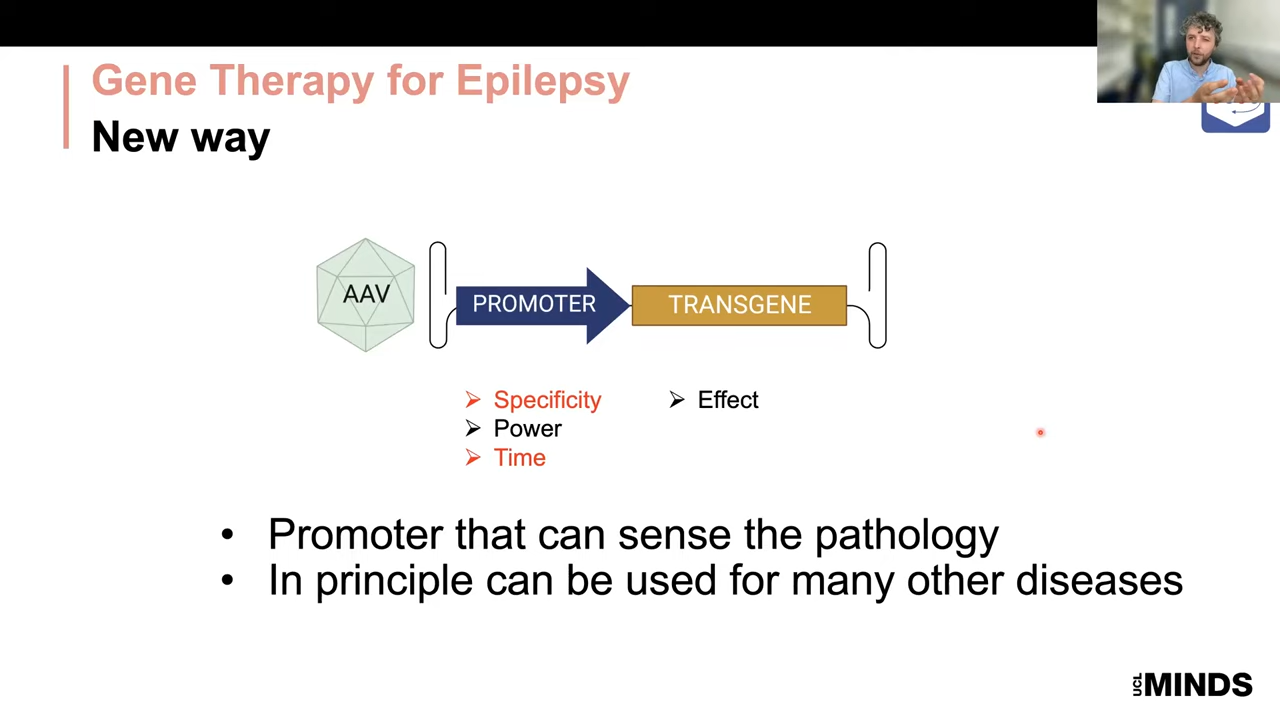 Gene Therapy for Epilepsy
New way
AAV
PROMOTER
TRANSGENE
➢ Specificity
➢ Power
➢ Time
➢ Effect
• Promoter that can sense the pathology
• In principle can be used for many other diseases
UCL MINDS